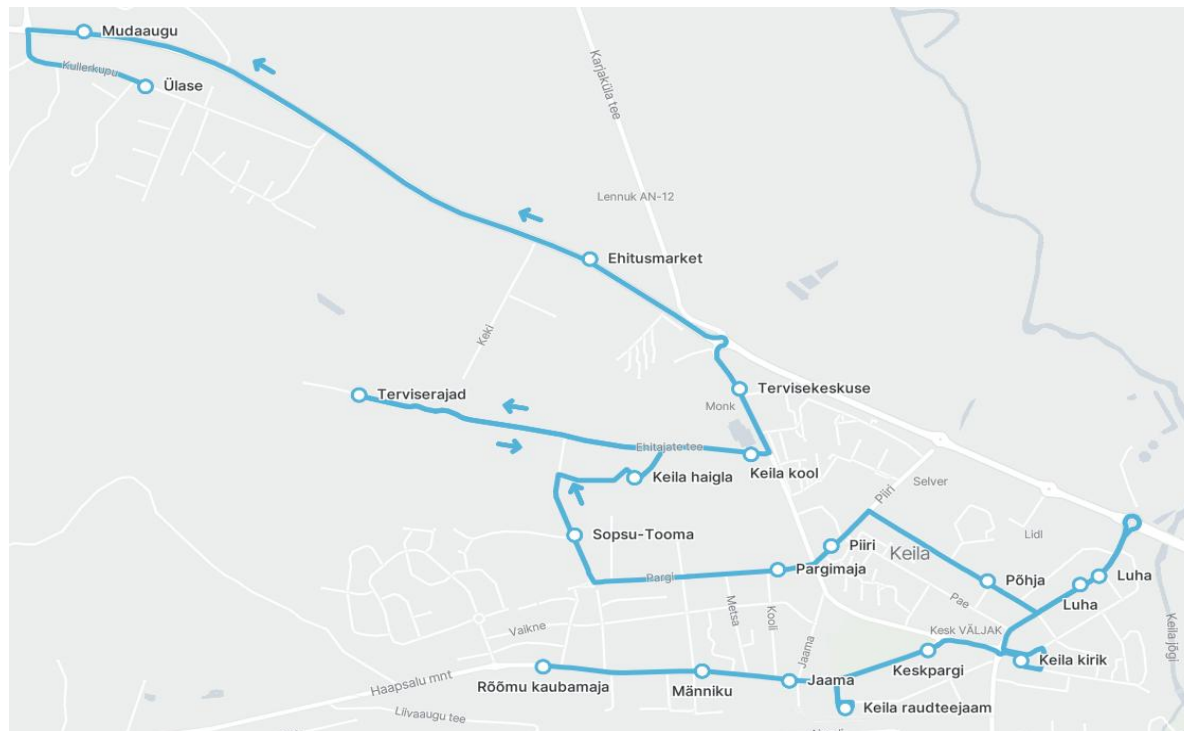 Mudaaugu
Kullerkupu
Ülase
Karjaküla tee
Lennuk AN-12
Ehitusmarket
Keki
Terviserajad
Tervisekeskuse
Monk
Ehitajate tee
Keila haigla
Keila kool
Piiri
Selver
Sopsu-Tooma
Lidl
Piiri
Keila
Pargimaja
Põhja
Luha
Luha
Pargi
Metsa
Kooli
Pae
Vaikne
Jaama
Kesk VÄLJAK
Keila jõgi
Keila kirik
Keskpargi
Haapsalu mnt
Rõõmu kaubamaja
Männiku
Jaama
Keila raudteejaam